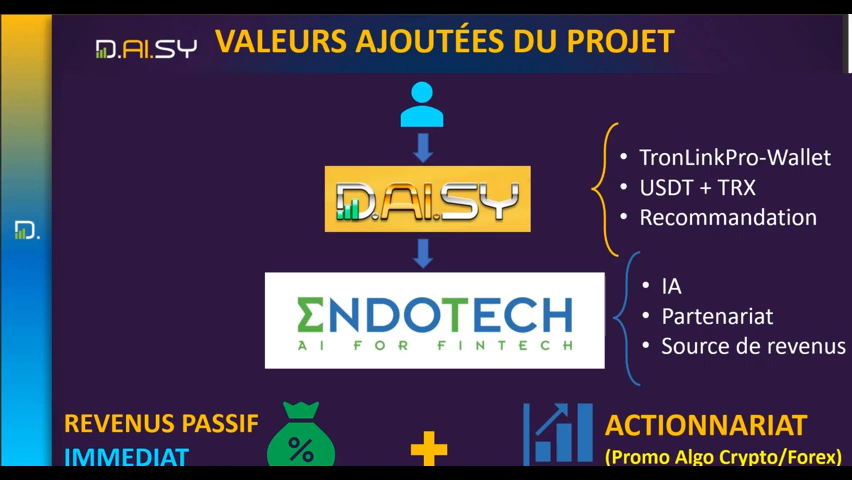 D.AI.SY VALEURS AJOUTÉES DU PROJET
D.AI.SY
• TronLinkPro-Wallet
• USDT + TRX
• Recommandation
D.
ENDOTECH
AI FOR FINTECH
• IA
• Partenariat
• Source de revenus
REVENUS PASSIF
IMMEDIAT
%
+
ACTIONNARIAT
(Promo Algo Crypto/Forex)